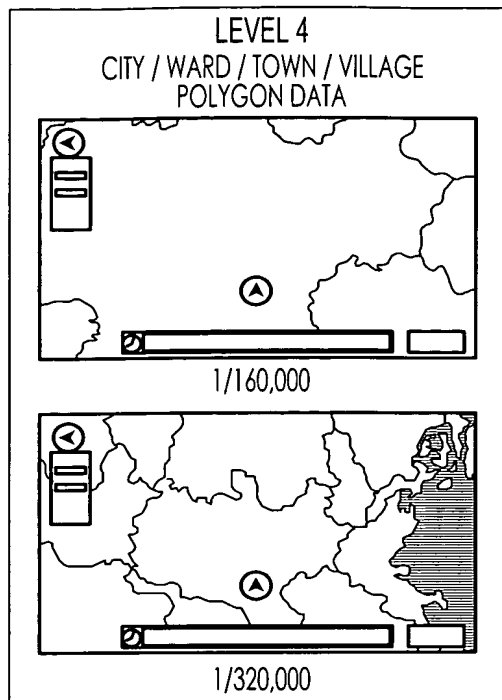 LEVEL 4
CITY / WARD / TOWN / VILLAGE
POLYGON DATA
1/160,000
1/320,000